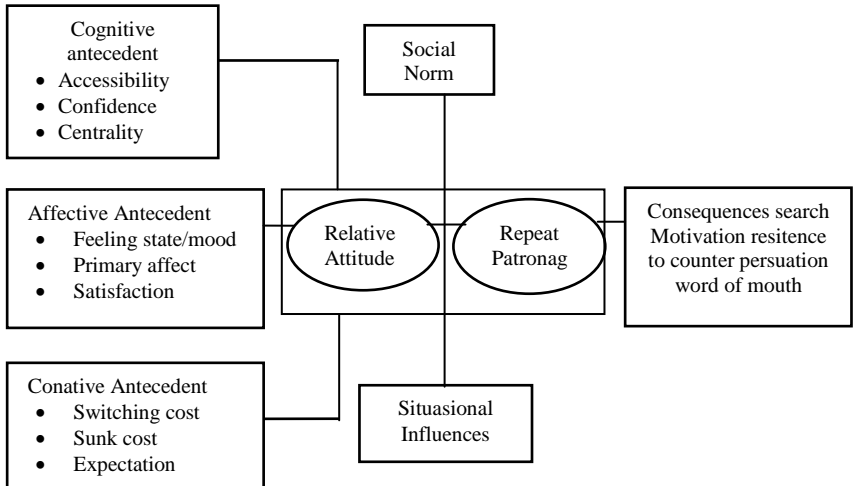 Cognitive
antecedent
• Accessibility
• Confidence
• Centrality
Social
Norm
Affective Antecedent
• Feeling state/mood
• Primary affect
• Satisfaction
Relative
Attitude
Repeat
Patronag
Consequences search
Motivation resitence
to counter persuation
word of mouth
Conative Antecedent
• Switching cost
• Sunk cost
• Expectation
Situasional
Influences